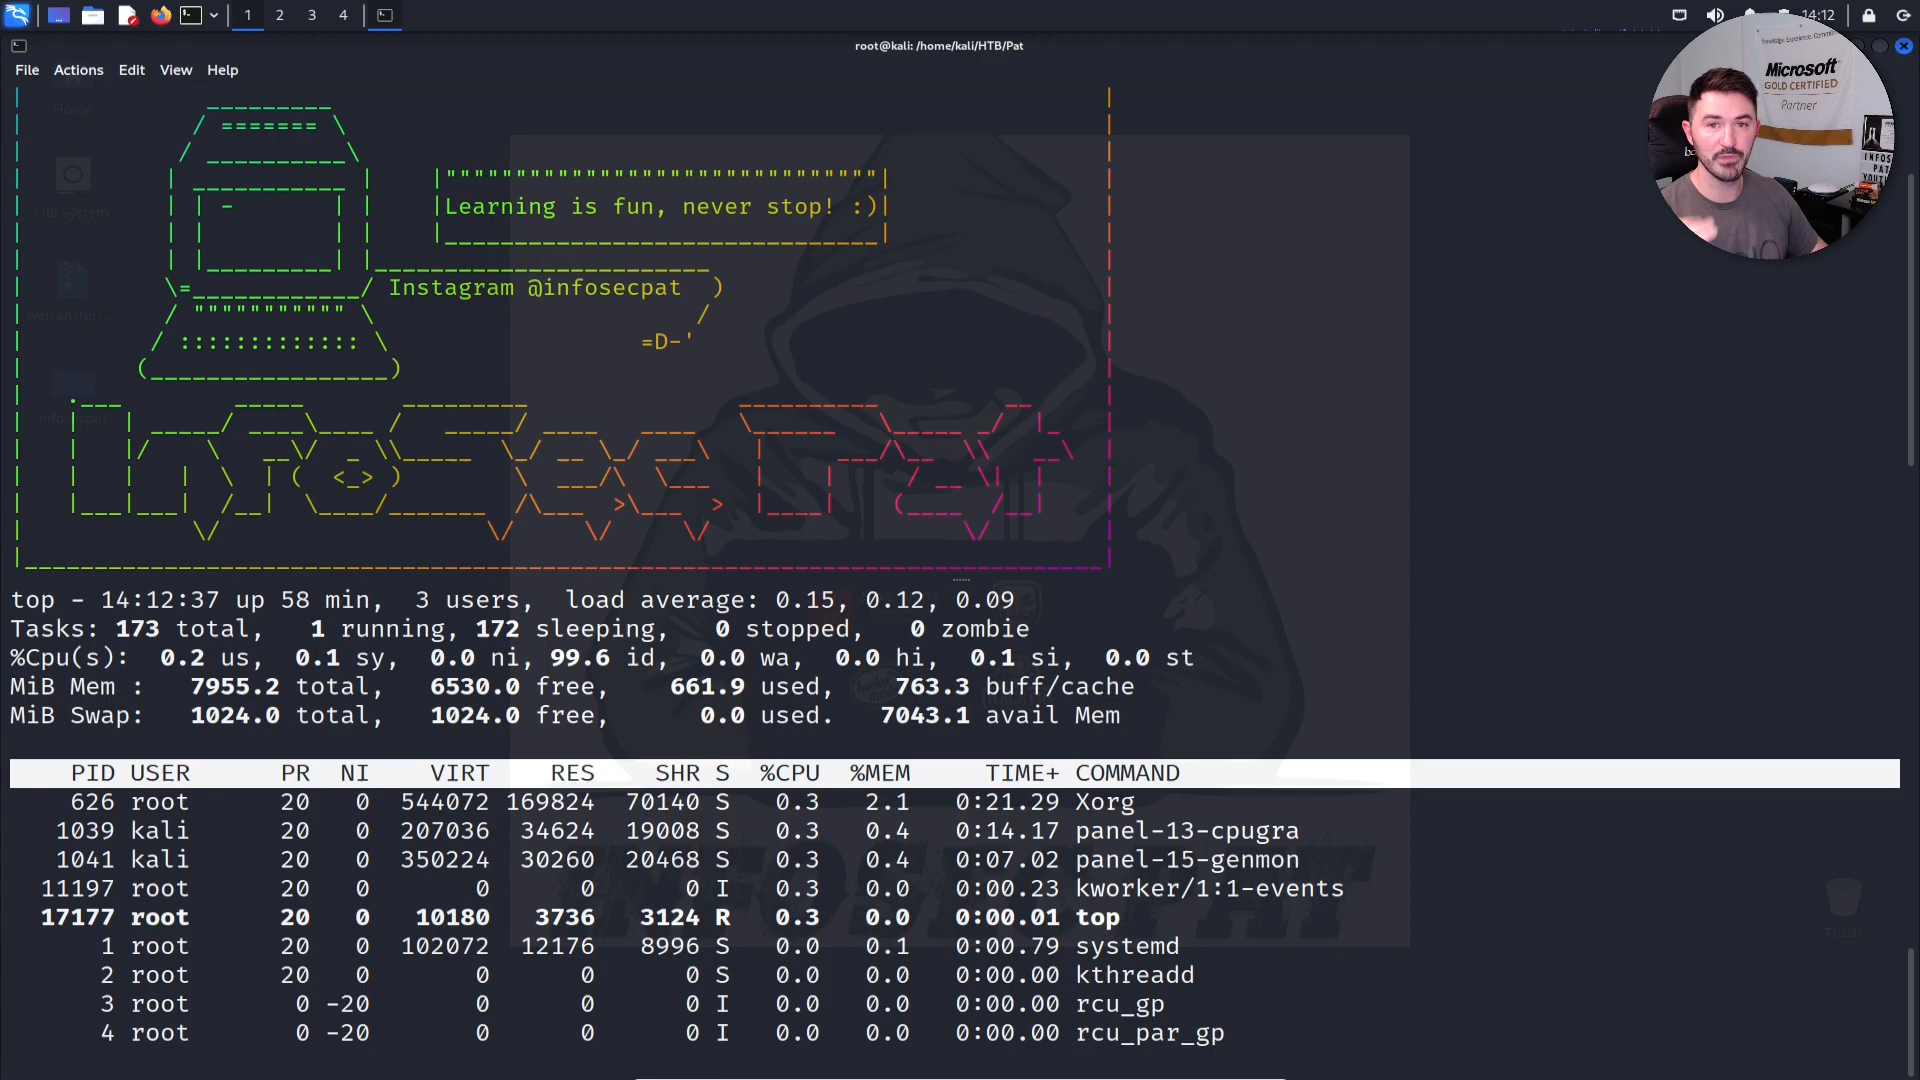 1 2 3 4 14:12
root@kali: /home/kali/HTB/Pat
File Actions Edit View Help
Home
Knowledge. Experience.
Microsoft
GOLD CERTIFIED
Partner
INFOS
PAT
YOUT
File System
Learning is fun, never stop! :)
Instagram @infosecpat )
=D-'
InfoSec Pat
top - 14:12:37 up 58 min, 3 users, load average: 0.15, 0.12, 0.09
Tasks: 173 total, 1 running, 172 sleeping, 0 stopped, 0 zombie
%Cpu(s): 0.2 us, 0.1 sy, 0.0 ni, 99.6 id, 0.0 wa, 0.0 hi, 0.1 si, 0.0 st
MiB Mem : 7955.2 total, 6530.0 free, 661.9 used, 763.3 buff/cache
MiB Swap: 1024.0 total, 1024.0 free, 0.0 used. 7043.1 avail Mem
PID USER PR NI VIRT RES SHR S %CPU %MEM TIME+ COMMAND
626 root 20 0 544072 169824 70140 S 0.3 2.1 0:21.29 Xorg
1039 kali 20 0 207036 34624 19008 S 0.3 0.4 0:14.17 panel-13-cpugra
1041 kali 20 0 350224 30260 20468 S 0.3 0.4 0:07.02 panel-15-genmon
11197 root 20 0 0 0 0 I 0.3 0.0 0:00.23 kworker/1:1-events
17177 root 20 0 10180 3736 3124 R 0.3 0.0 0:00.01 top
1 root 20 0 102072 12176 8996 S 0.0 0.1 0:00.79 systemd
2 root 20 0 0 0 0 S 0.0 0.0 0:00.00 kthreadd
3 root 0 -20 0 0 0 I 0.0 0.0 0:00.00 rcu_gp
4 root 0 -20 0 0 0 I 0.0 0.0 0:00.00 rcu_par_gp
INFOSEC PAT
Trash